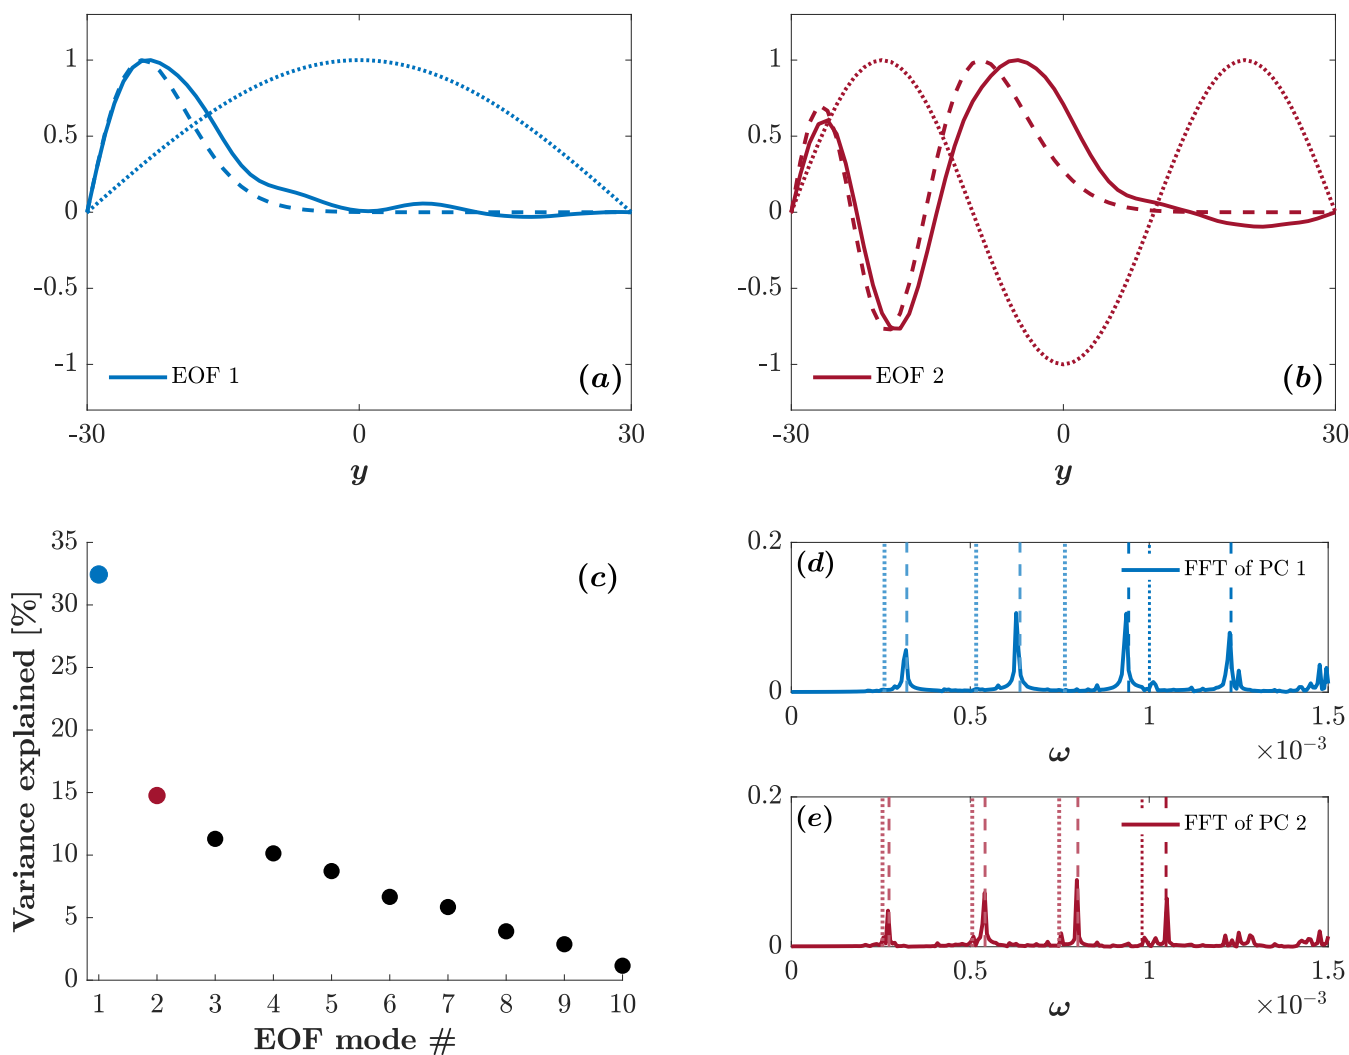 1
0.5
0
-0.5
-1
EOF 1
(a)
-30
0
30
y
1
0.5
0
-0.5
-1
EOF 2
(b)
-30
0
30
y
35
30
25
20
15
10
5
0
Variance explained [%]
(c)
1 2 3 4 5 6 7 8 9 10
EOF mode #
0.2
0
(d)
FFT of PC 1
0 0.5 1 1.5
×10⁻³
ω
0.2
0
(e)
FFT of PC 2
0 0.5 1 1.5
×10⁻³
ω